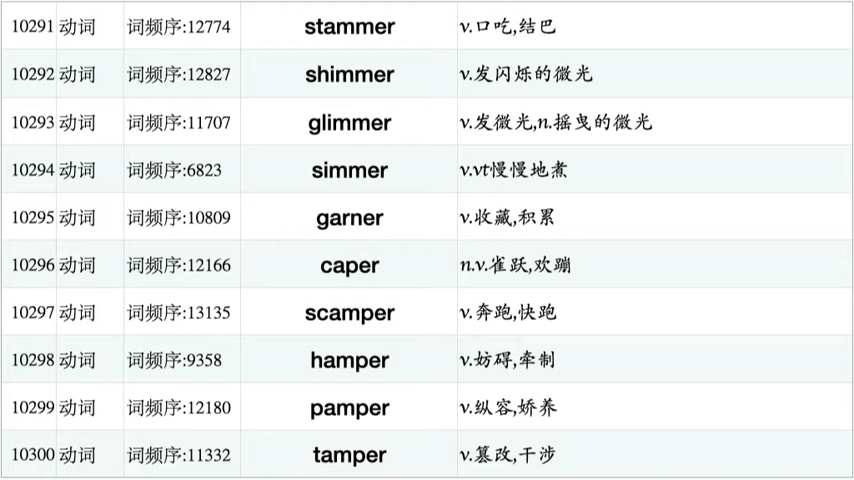 10291 动词 词频序:12774 stammer v.口吃,结巴
10292 动词 词频序:12827 shimmer v.发闪烁的微光
10293 动词 词频序:11707 glimmer v.发微光,n.摇曳的微光
10294 动词 词频序:6823 simmer v.vt慢慢地煮
10295 动词 词频序:10809 garner v.收藏,积累
10296 动词 词频序:12166 caper n.v.雀跃,欢蹦
10297 动词 词频序:13135 scamper v.奔跑,快跑
10298 动词 词频序:9358 hamper v.妨碍,牵制
10299 动词 词频序:12180 pamper v.纵容,娇养
10300 动词 词频序:11332 tamper v.篡改,干涉